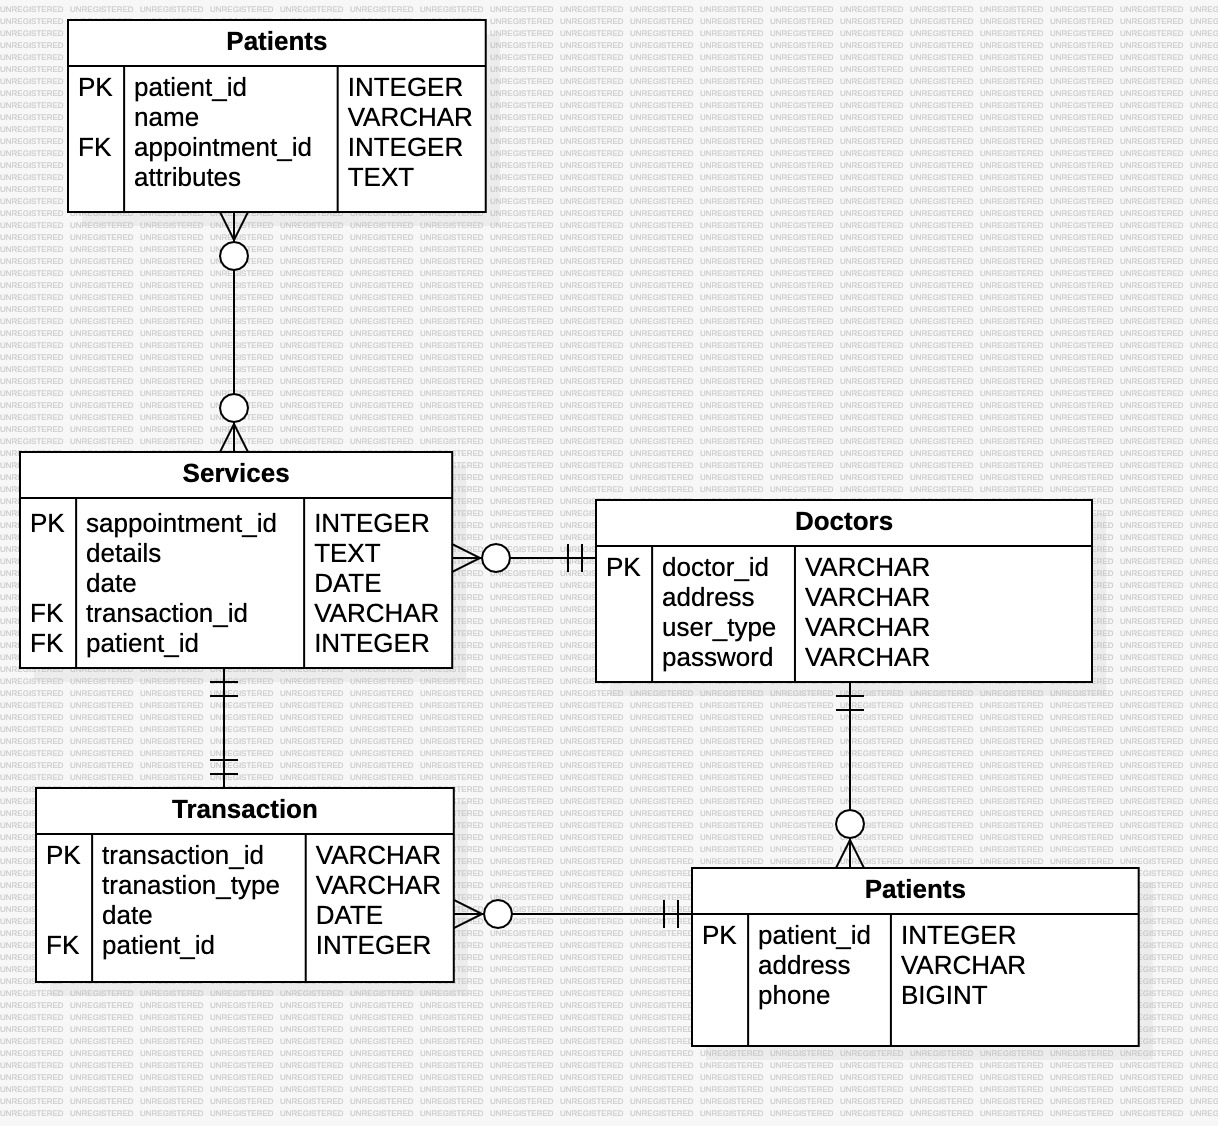 Patients
PK patient_id INTEGER
name VARCHAR
FK appointment_id INTEGER
attributes TEXT
Services
PK sappointment_id INTEGER
details TEXT
date DATE
FK transaction_id VARCHAR
FK patient_id INTEGER
Doctors
PK doctor_id VARCHAR
address VARCHAR
user_type VARCHAR
password VARCHAR
Transaction
PK transaction_id VARCHAR
tranastion_type VARCHAR
date DATE
FK patient_id INTEGER
Patients
PK patient_id INTEGER
address VARCHAR
phone BIGINT
UNREGISTERED